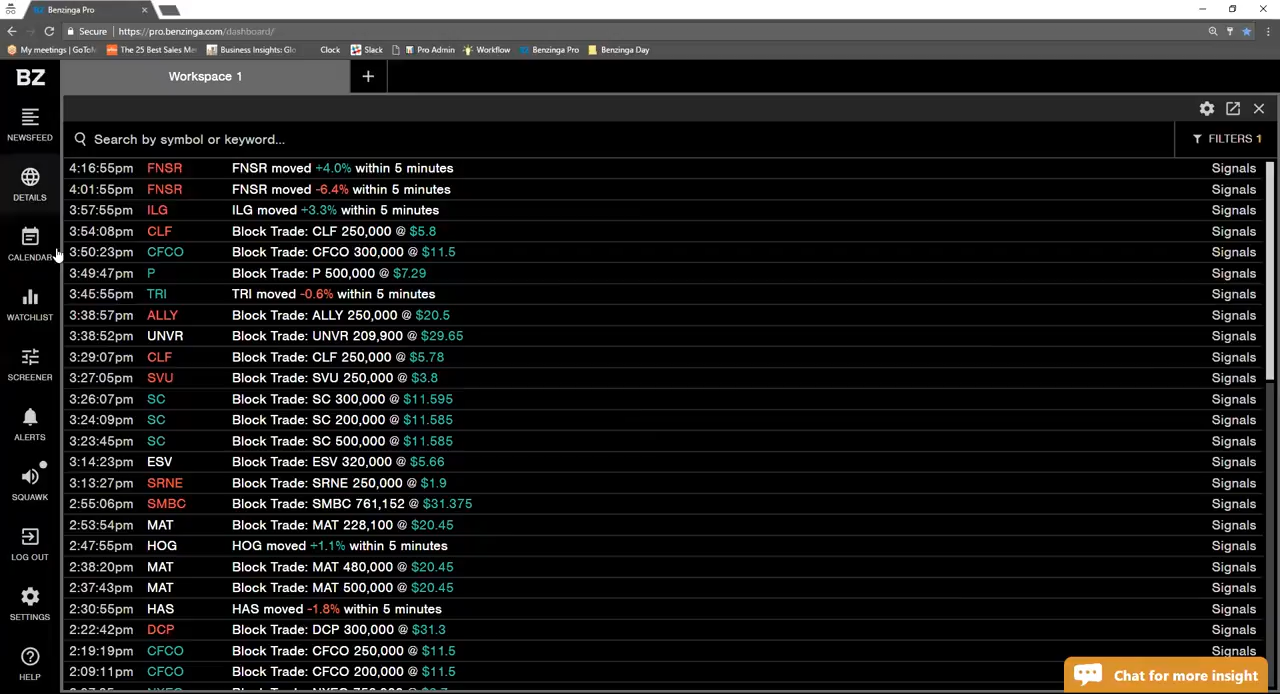 Benzinga Pro
Secure https://pro.benzinga.com/dashboard/
My meetings | GoToM The 25 Best Sales Me Business Insights: Glo Clock Slack Pro Admin Workflow Benzinga Pro Benzinga Day
BZ Workspace 1 +
NEWSFEED
DETAILS
CALENDAR
WATCHLIST
SCREENER
ALERTS
SQUAWK
LOG OUT
SETTINGS
HELP
Search by symbol or keyword... FILTERS 1
4:16:55pm FNSR FNSR moved +4.0% within 5 minutes Signals
4:01:55pm FNSR FNSR moved -6.4% within 5 minutes Signals
3:57:55pm ILG ILG moved +3.3% within 5 minutes Signals
3:54:08pm CLF Block Trade: CLF 250,000 @ $5.8 Signals
3:50:23pm CFCO Block Trade: CFCO 300,000 @ $11.5 Signals
3:49:47pm P Block Trade: P 500,000 @ $7.29 Signals
3:45:55pm TRI TRI moved -0.6% within 5 minutes Signals
3:38:57pm ALLY Block Trade: ALLY 250,000 @ $20.5 Signals
3:38:52pm UNVR Block Trade: UNVR 209,900 @ $29.65 Signals
3:29:07pm CLF Block Trade: CLF 250,000 @ $5.78 Signals
3:27:05pm SVU Block Trade: SVU 250,000 @ $3.8 Signals
3:26:07pm SC Block Trade: SC 300,000 @ $11.595 Signals
3:24:09pm SC Block Trade: SC 200,000 @ $11.585 Signals
3:23:45pm SC Block Trade: SC 500,000 @ $11.585 Signals
3:14:23pm ESV Block Trade: ESV 320,000 @ $5.66 Signals
3:13:27pm SRNE Block Trade: SRNE 250,000 @ $1.9 Signals
2:55:06pm SMBC Block Trade: SMBC 761,152 @ $31.375 Signals
2:53:54pm MAT Block Trade: MAT 228,100 @ $20.45 Signals
2:47:55pm HOG HOG moved +1.1% within 5 minutes Signals
2:38:20pm MAT Block Trade: MAT 480,000 @ $20.45 Signals
2:37:43pm MAT Block Trade: MAT 500,000 @ $20.45 Signals
2:30:55pm HAS HAS moved -1.8% within 5 minutes Signals
2:22:42pm DCP Block Trade: DCP 300,000 @ $31.3 Signals
2:19:19pm CFCO Block Trade: CFCO 250,000 @ $11.5 Signals
2:09:11pm CFCO Block Trade: CFCO 200,000 @ $11.5
Chat for more insight